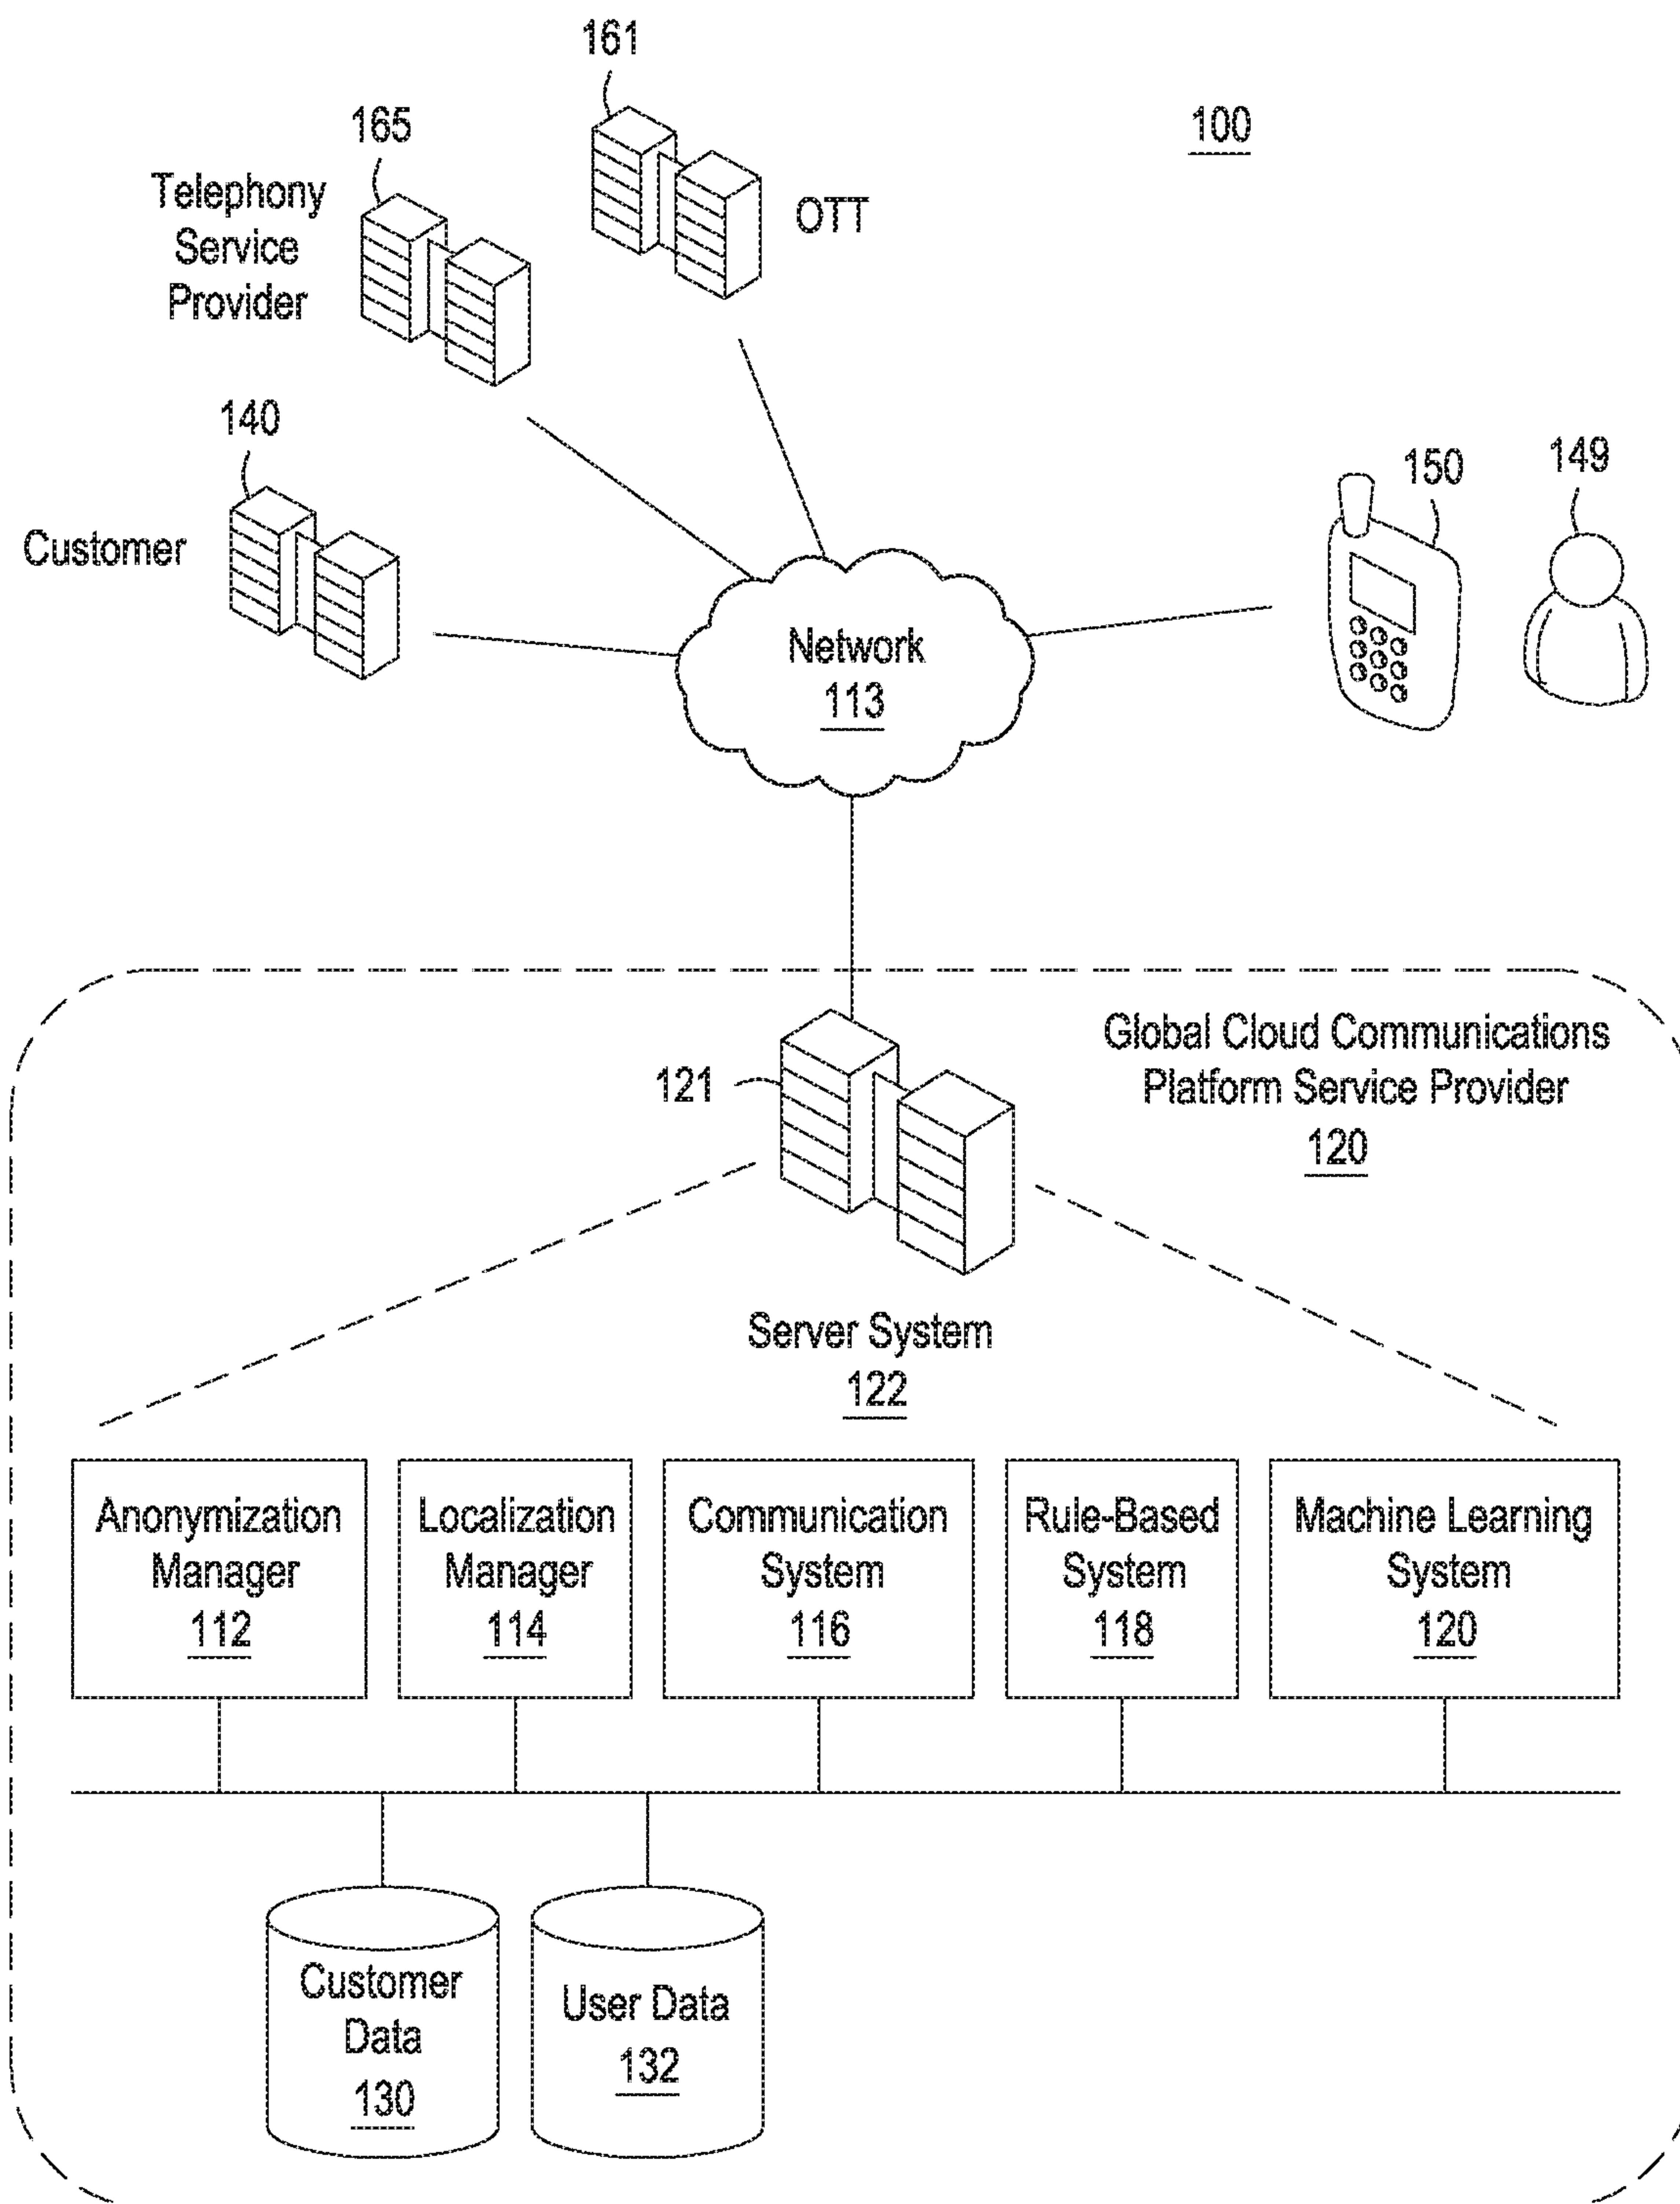 161
100
165
Telephony
Service
Provider
OTT
140
Customer
150
149
Network
113
Global Cloud Communications
Platform Service Provider
120
121
Server System
122
Anonymization
Manager
112
Localization
Manager
114
Communication
System
116
Rule-Based
System
118
Machine Learning
System
120
Customer
Data
130
User Data
132